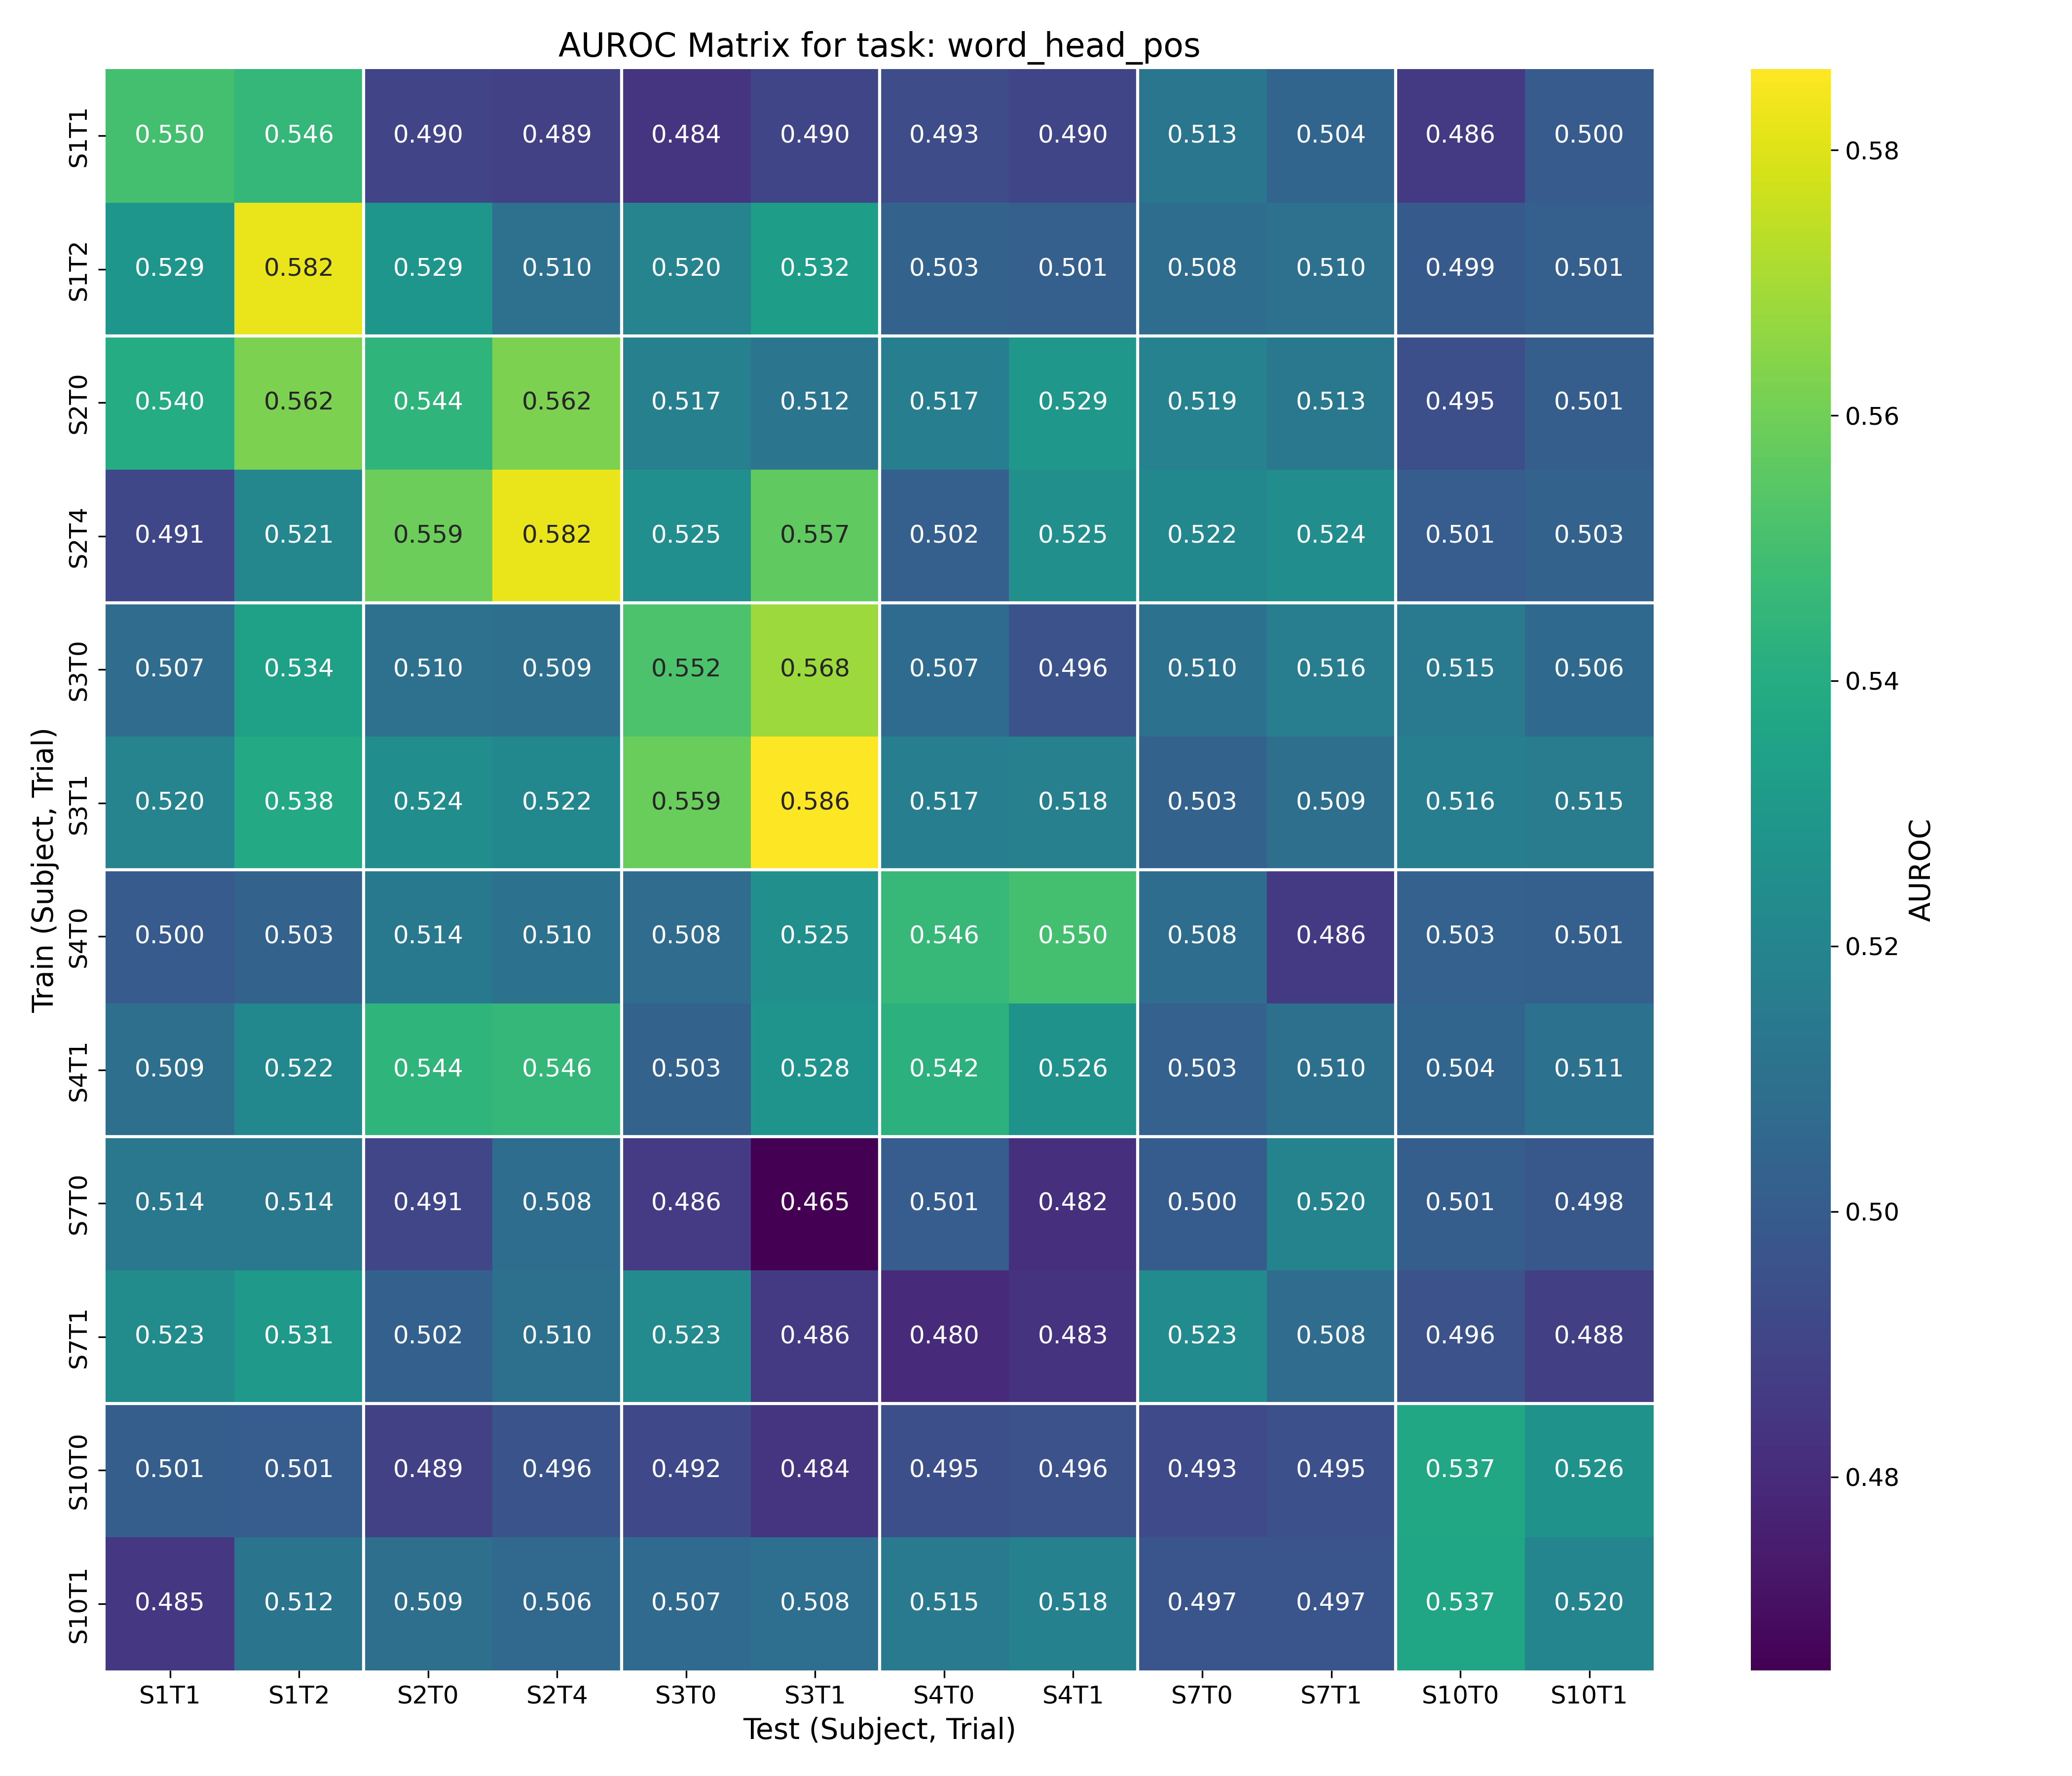 AUROC Matrix for task: word_head_pos
S1T1 0.550 0.546 0.490 0.489 0.484 0.490 0.493 0.490 0.513 0.504 0.486 0.500
S1T2 0.529 0.582 0.529 0.510 0.520 0.532 0.503 0.501 0.508 0.510 0.499 0.501
S2T0 0.540 0.562 0.544 0.562 0.517 0.512 0.517 0.529 0.519 0.513 0.495 0.501
S2T4 0.491 0.521 0.559 0.582 0.525 0.557 0.502 0.525 0.522 0.524 0.501 0.503
S3T0 0.507 0.534 0.510 0.509 0.552 0.568 0.507 0.496 0.510 0.516 0.515 0.506
S3T1 0.520 0.538 0.524 0.522 0.559 0.586 0.517 0.518 0.503 0.509 0.516 0.515
S4T0 0.500 0.503 0.514 0.510 0.508 0.525 0.546 0.550 0.508 0.486 0.503 0.501
S4T1 0.509 0.522 0.544 0.546 0.503 0.528 0.542 0.526 0.503 0.510 0.504 0.511
S7T0 0.514 0.514 0.491 0.508 0.486 0.465 0.501 0.482 0.500 0.520 0.501 0.498
S7T1 0.523 0.531 0.502 0.510 0.523 0.486 0.480 0.483 0.523 0.508 0.496 0.488
S10T0 0.501 0.501 0.489 0.496 0.492 0.484 0.495 0.496 0.493 0.495 0.537 0.526
S10T1 0.485 0.512 0.509 0.506 0.507 0.508 0.515 0.518 0.497 0.497 0.537 0.520
S1T1 S1T2 S2T0 S2T4 S3T0 S3T1 S4T0 S4T1 S7T0 S7T1 S10T0 S10T1
Test (Subject, Trial)
Train (Subject, Trial)
0.58
0.56
0.54
0.52
0.50
0.48
AUROC